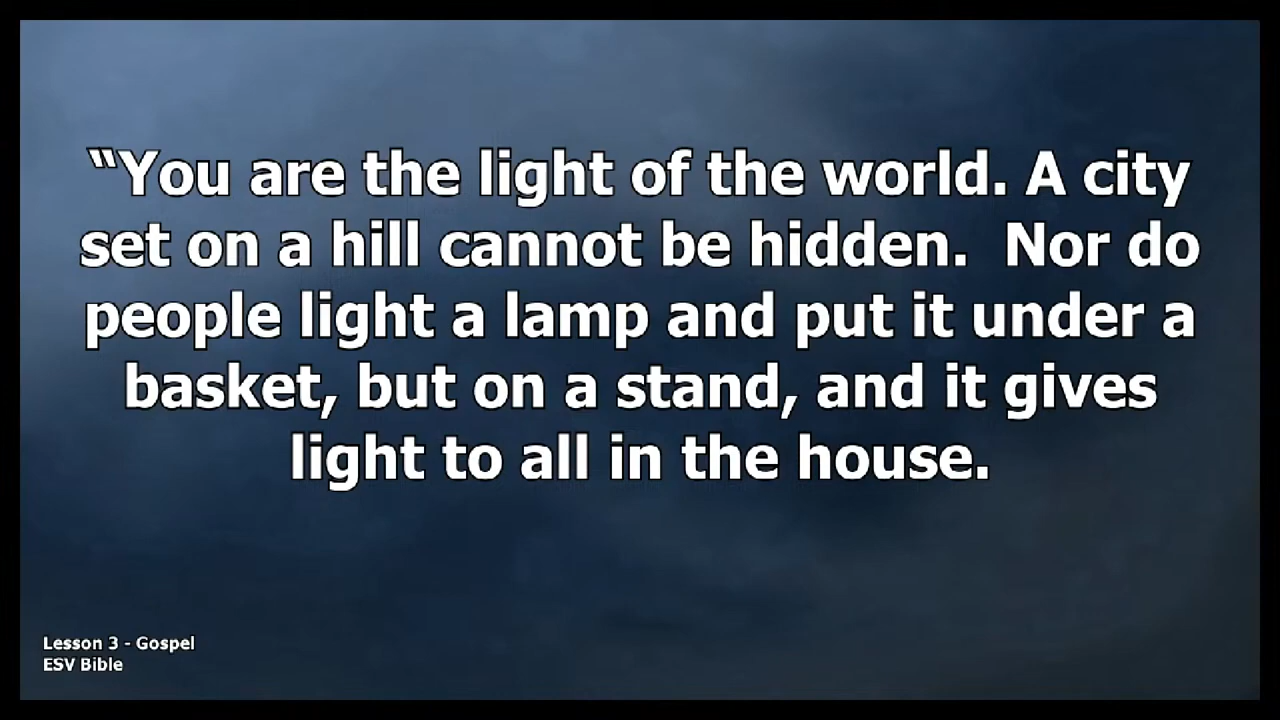 “You are the light of the world. A city
set on a hill cannot be hidden.  Nor do
people light a lamp and put it under a
basket, but on a stand, and it gives
light to all in the house.
Lesson 3 - Gospel
ESV Bible